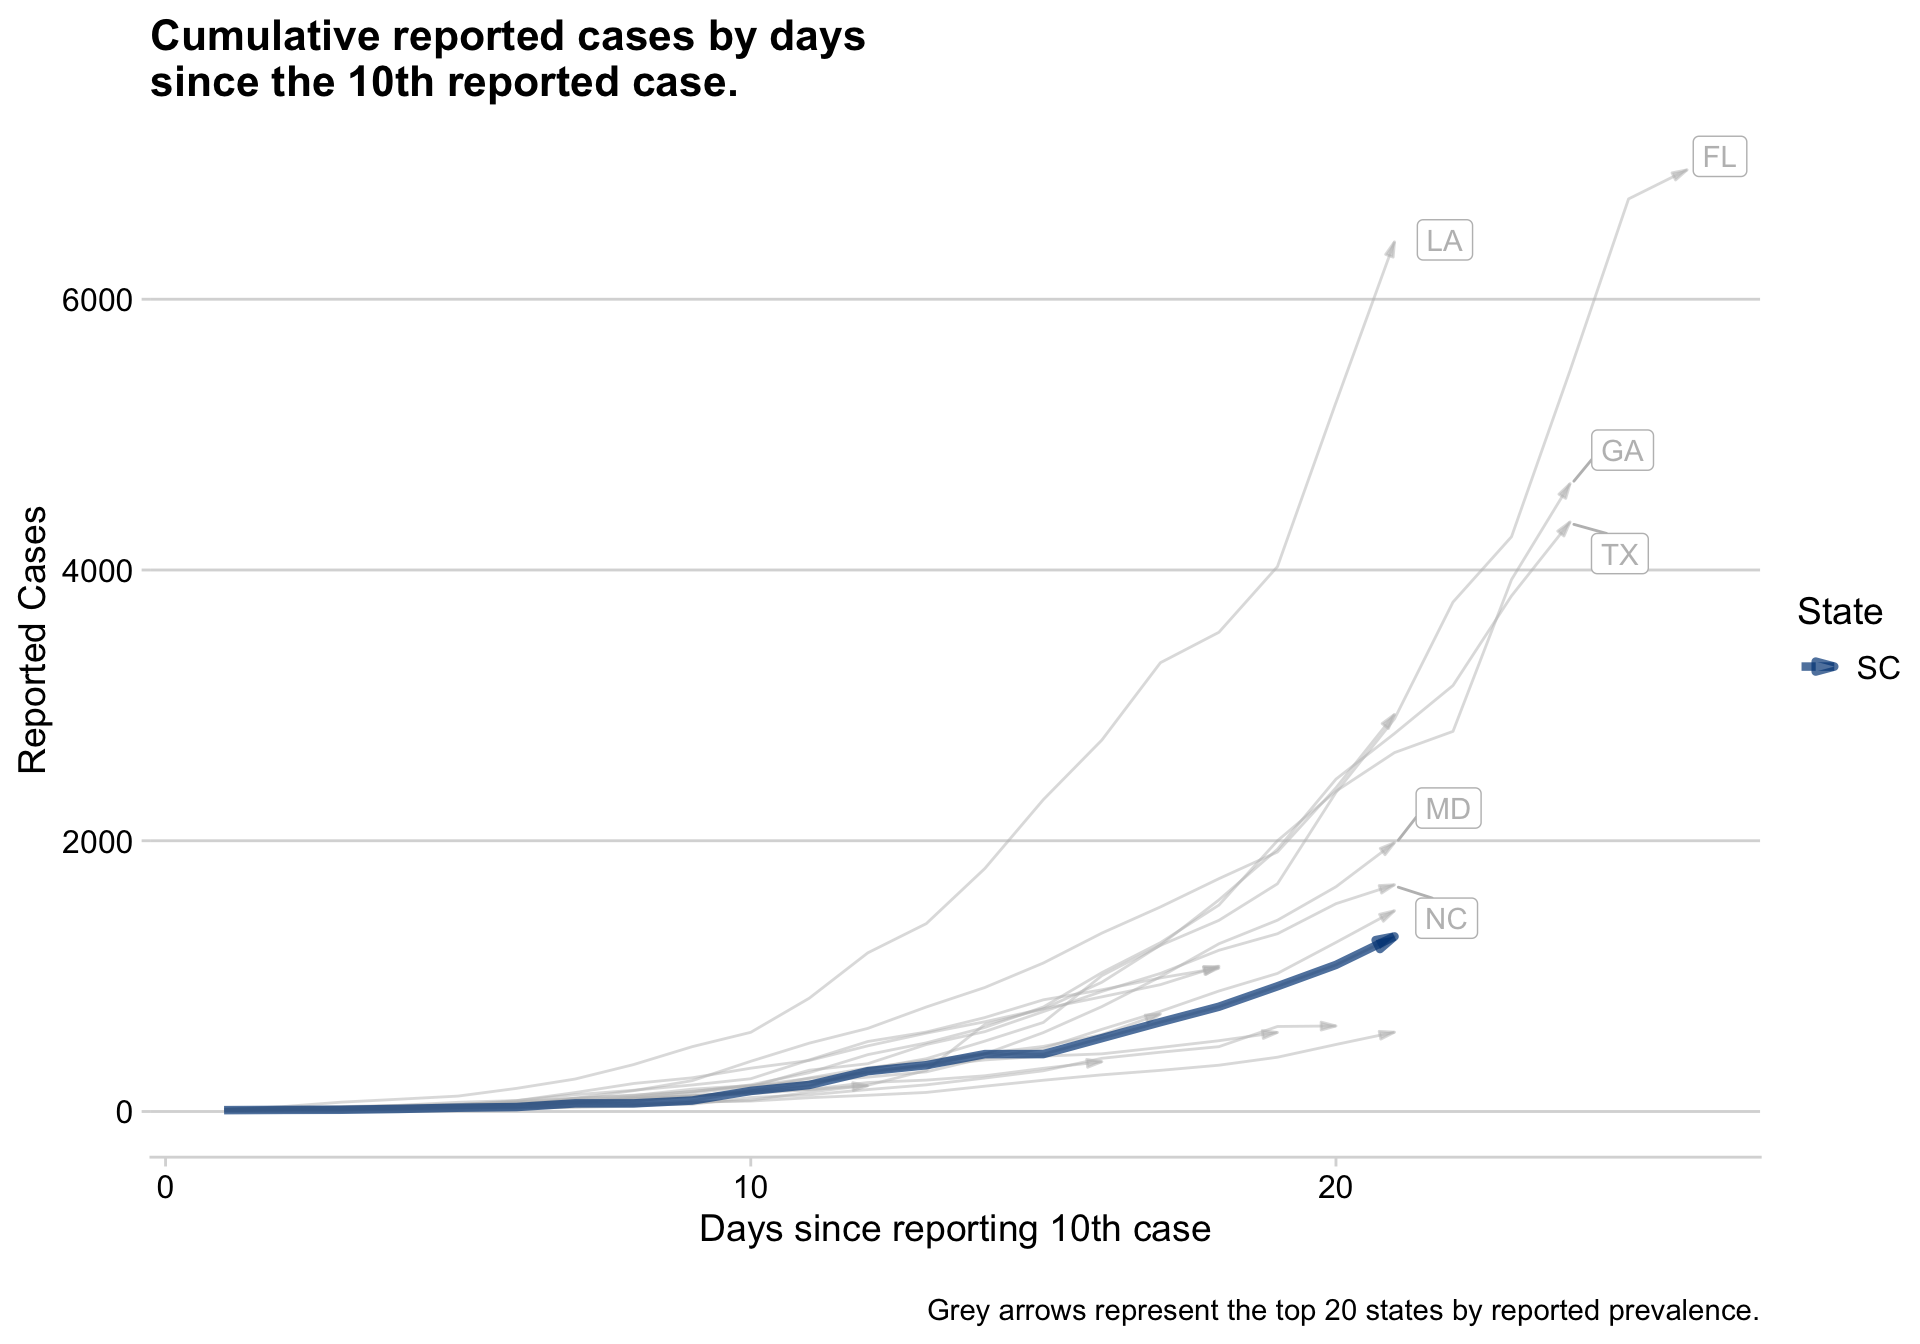 Cumulative reported cases by days
since the 10th reported case.
FL
LA
6000
GA
TX
4000
Reported Cases
State
SC
MD
2000
NC
0
0 10 20
Days since reporting 10th case
Grey arrows represent the top 20 states by reported prevalence.